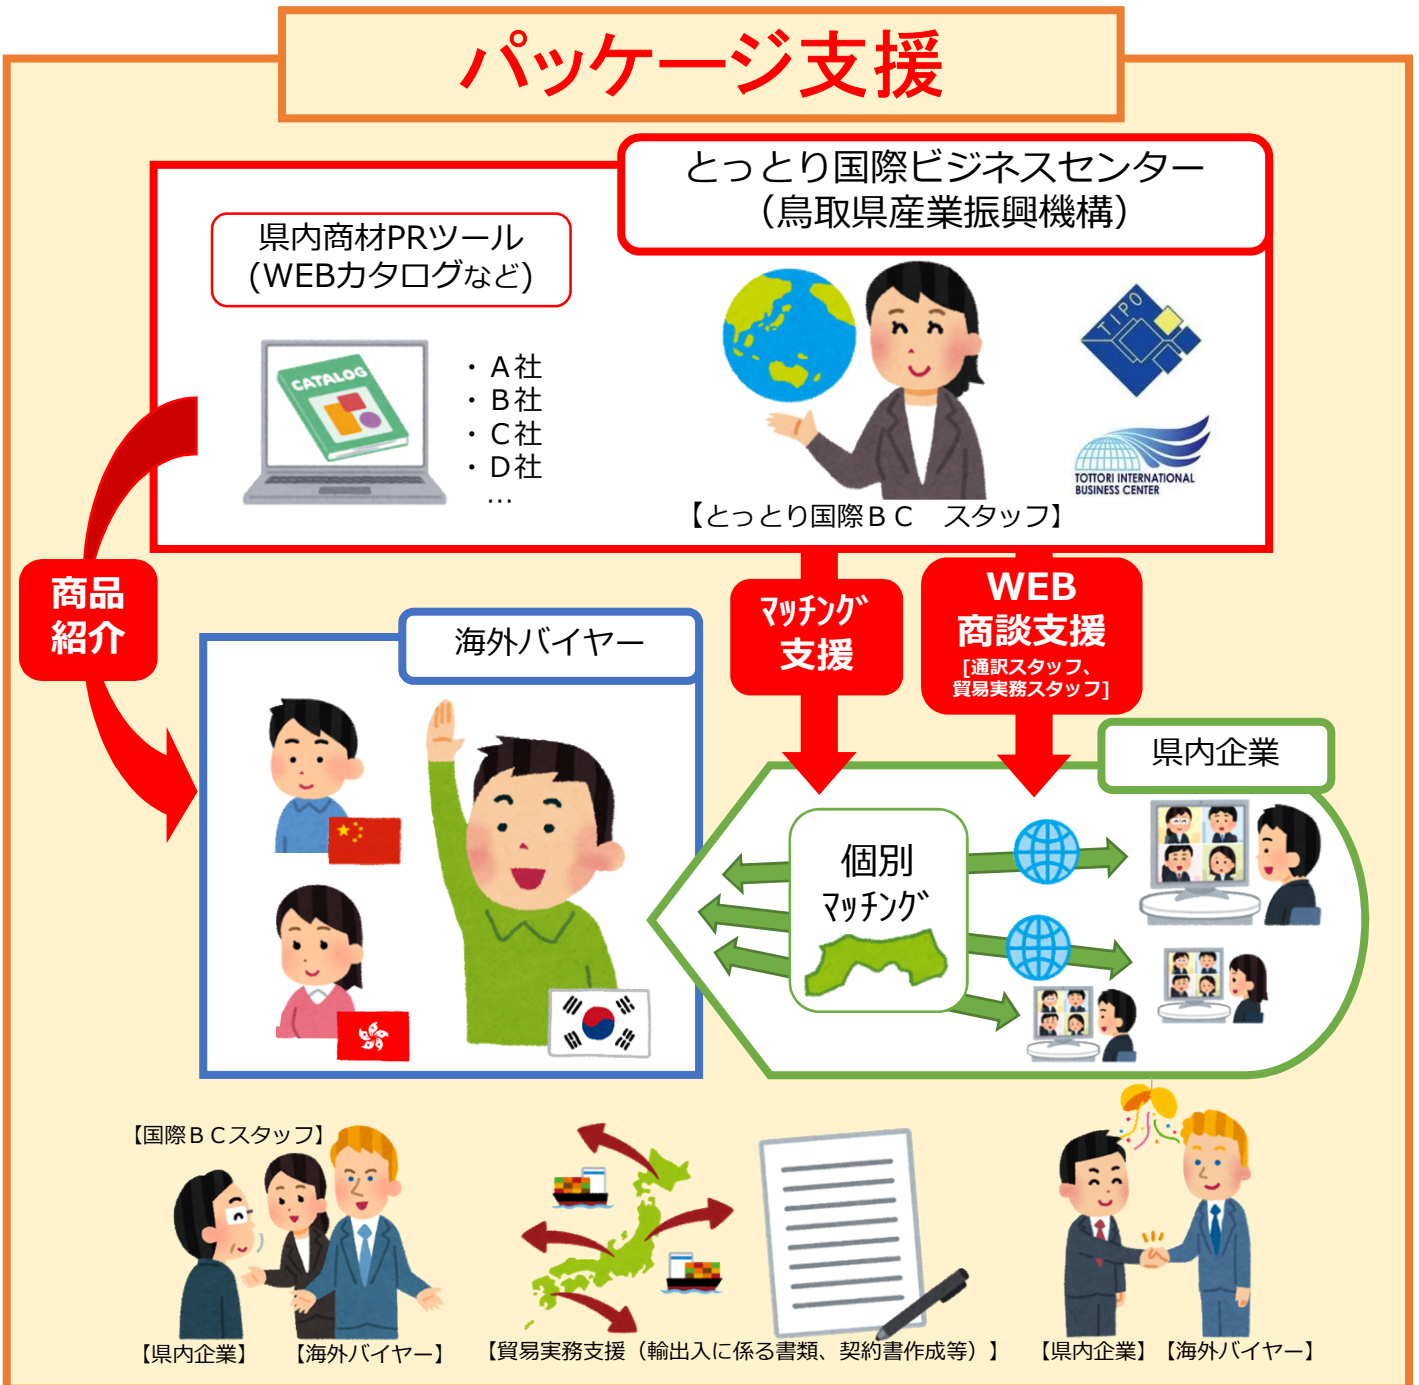 パッケージ支援
とっとり国際ビジネスセンター
（鳥取県産業振興機構）
県内商材PRツール
(WEBカタログなど)
CATALOG
・A社
・B社
・C社
・D社
…
TIPO
TOTTORI INTERNATIONAL
BUSINESS CENTER
【とっとり国際ＢＣ　スタッフ】
商品
紹介
ﾏｯﾁﾝｸﾞ
支援
WEB
商談支援
[通訳スタッフ、
貿易実務スタッフ]
海外バイヤー
県内企業
個別
ﾏｯﾁﾝｸﾞ
【国際ＢＣスタッフ】
【県内企業】
【海外バイヤー】
【貿易実務支援（輸出入に係る書類、契約書作成等）】
【県内企業】
【海外バイヤー】